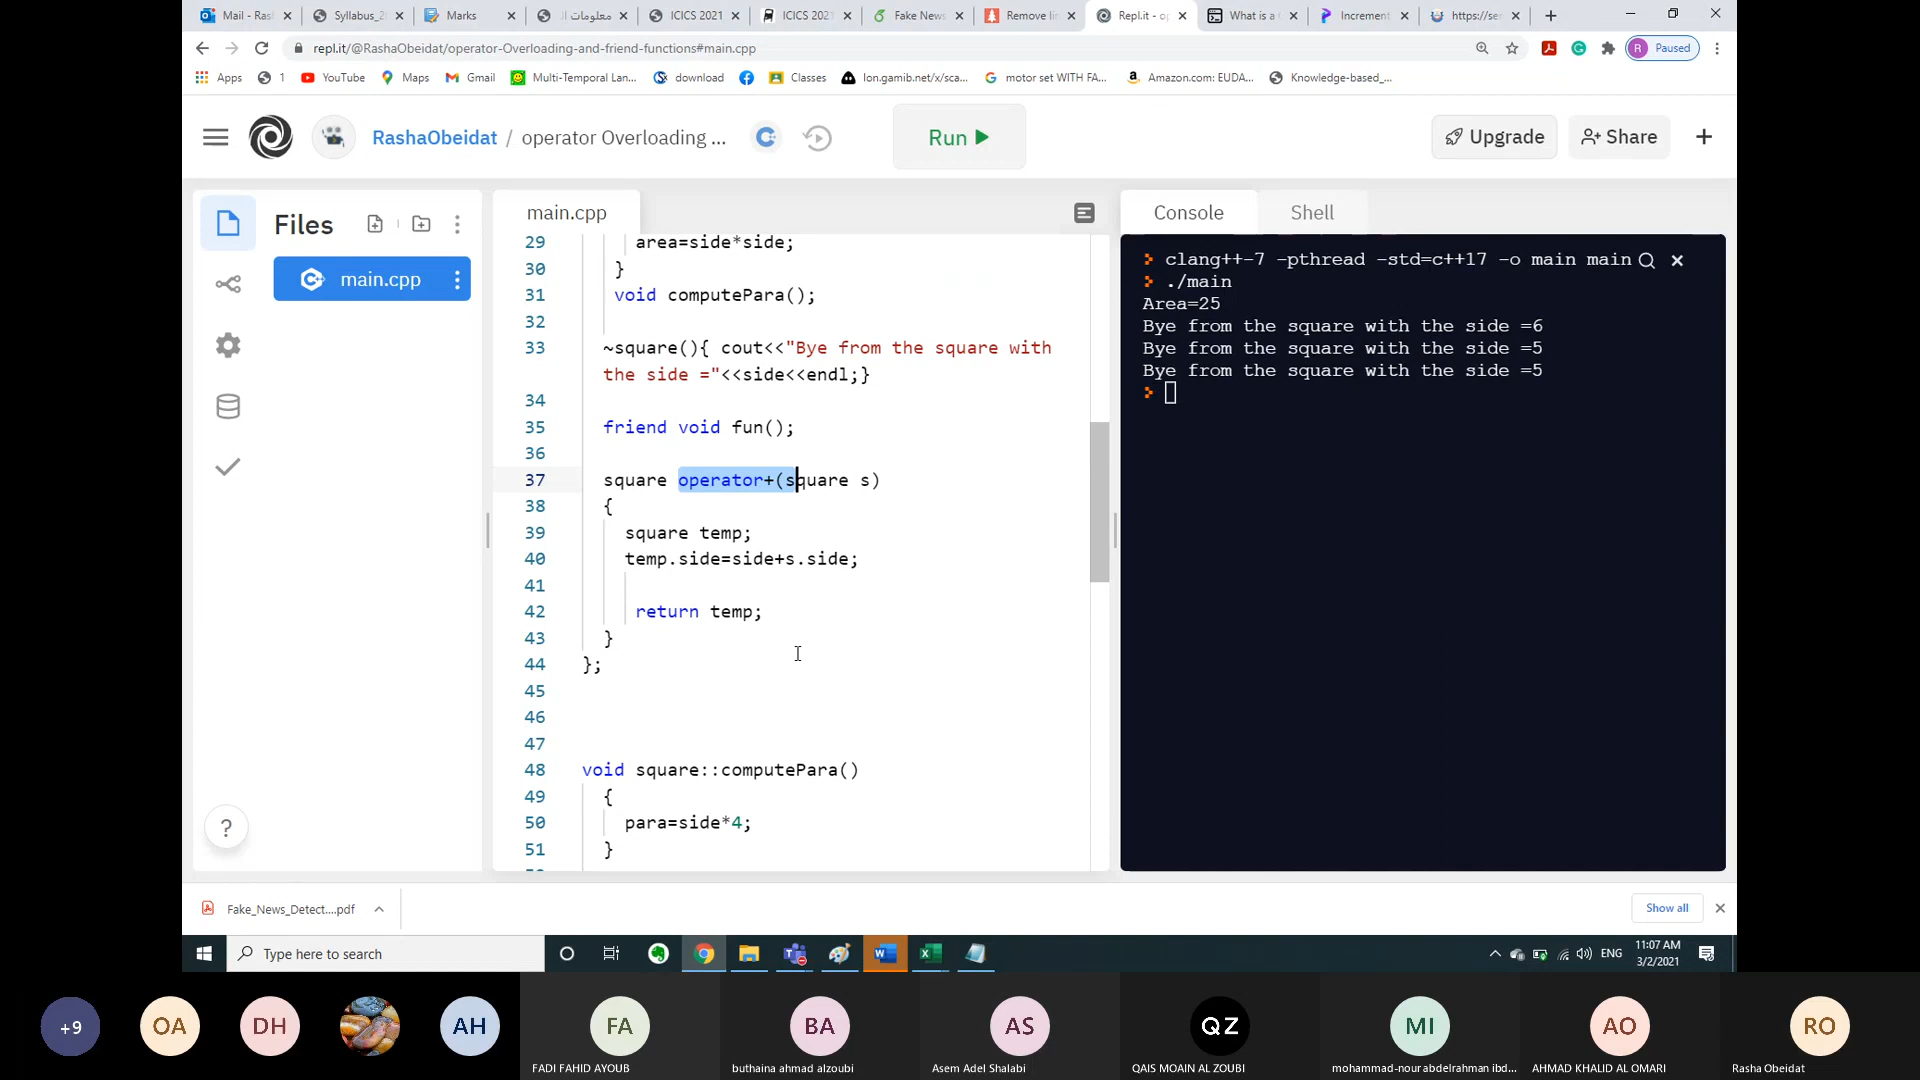 Mail - Ras
Syllabus_2
Marks
معلومات ال
ICICS 2021
ICICS 202
Fake News
Remove li
Repl.it - op
What is a
Increment
https://se
repl.it/@RashaObeidat/operator-Overloading-and-friend-functions#main.cpp
R Paused
Apps
1
YouTube
Maps
Gmail
Multi-Temporal Lan...
download
Classes
lon.gamib.net/x/sca...
motor set WITH FA...
Amazon.com: EUDA...
Knowledge-based_...
RashaObeidat / operator Overloading ...
Run
Upgrade
Share
Files
main.cpp
main.cpp
29 area=side*side;
30 }
31 void computePara();
32
33 ~square(){ cout<<"Bye from the square with
the side ="<<side<<endl;}
34
35 friend void fun();
36
37 square operator+(square s)
38 {
39 square temp;
40 temp.side=side+s.side;
41
42 return temp;
43 }
44 };
45
46
47
48 void square::computePara()
49 {
50 para=side*4;
51 }
Console
Shell
clang++-7 -pthread -std=c++17 -o main main
./main
Area=25
Bye from the square with the side =6
Bye from the square with the side =5
Bye from the square with the side =5
?
Fake_News_Detect....pdf
Show all
Type here to search
ENG
11:07 AM
3/2/2021
+9
OA
DH
AH
FA
FADI FAHID AYOUB
BA
buthaina ahmad alzoubi
AS
Asem Adel Shalabi
QZ
QAIS MOAIN AL ZOUBI
MI
mohammad-nour abdelrahman ibd...
AO
AHMAD KHALID AL OMARI
RO
Rasha Obeidat